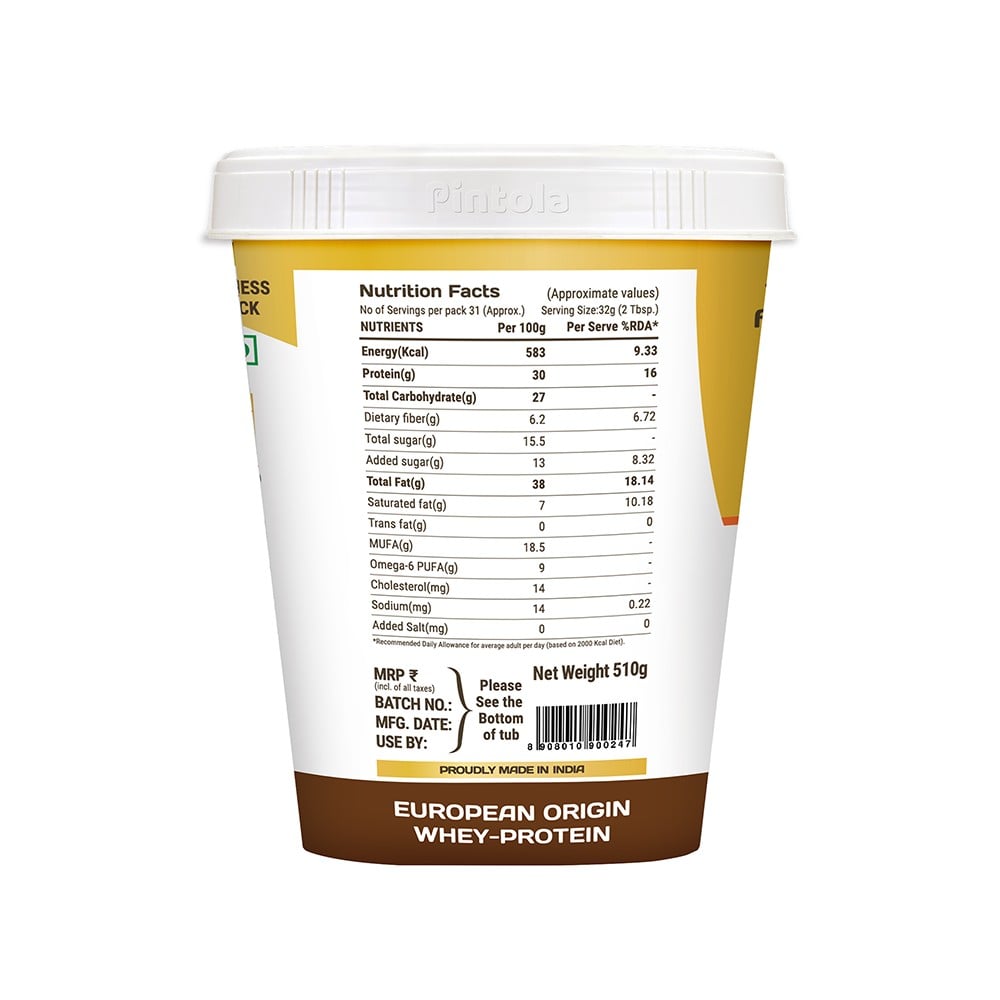 Pintola
Nutrition Facts (Approximate values)
No of Servings per pack 31 (Approx.) Serving Size:32g (2 Tbsp.)
NUTRIENTS Per 100g Per Serve %RDA*
Energy(Kcal) 583 9.33
Protein(g) 30 16
Total Carbohydrate(g) 27 -
Dietary fiber(g) 6.2 6.72
Total sugar(g) 15.5 -
Added sugar(g) 13 8.32
Total Fat(g) 38 18.14
Saturated fat(g) 7 10.18
Trans fat(g) 0 0
MUFA(g) 18.5 -
Omega-6 PUFA(g) 9 -
Cholesterol(mg) 14 -
Sodium(mg) 14 0.22
Added Salt(mg) 0 0
*Recommended Daily Allowance for average adult per day (based on 2000 Kcal Diet).
MRP ₹
(incl. of all taxes)
BATCH NO.:
MFG. DATE:
USE BY:
Please
See the
Bottom
of tub
Net Weight 510g
8 908010 900247
PROUDLY MADE IN INDIA
EUROPEAN ORIGIN
WHEY-PROTEIN